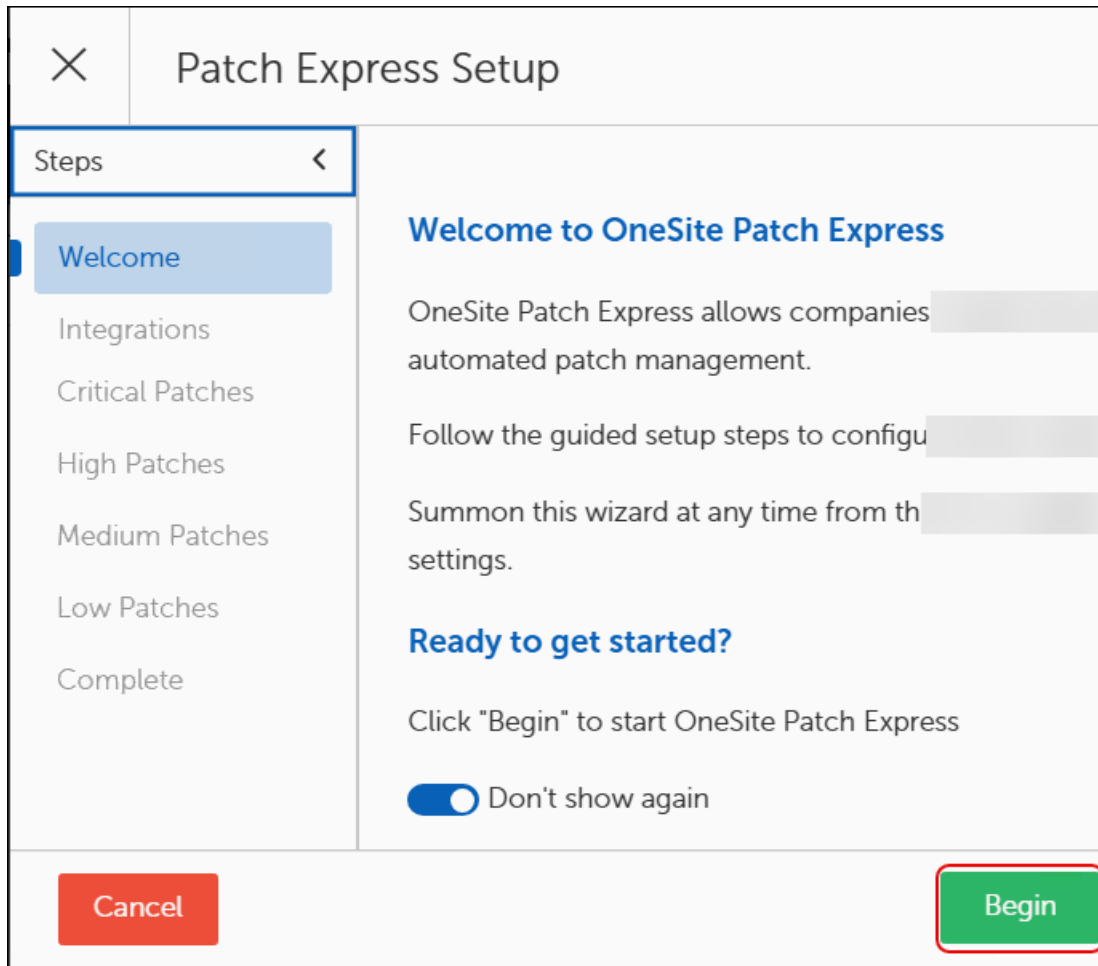 Patch Express Setup
Steps
Welcome
Integrations
Critical Patches
High Patches
Medium Patches
Low Patches
Complete
Welcome to OneSite Patch Express
OneSite Patch Express allows companies
automated patch management.
Follow the guided setup steps to configu
Summon this wizard at any time from th
settings.
Ready to get started?
Click "Begin" to start OneSite Patch Express
Don't show again
Cancel
Begin